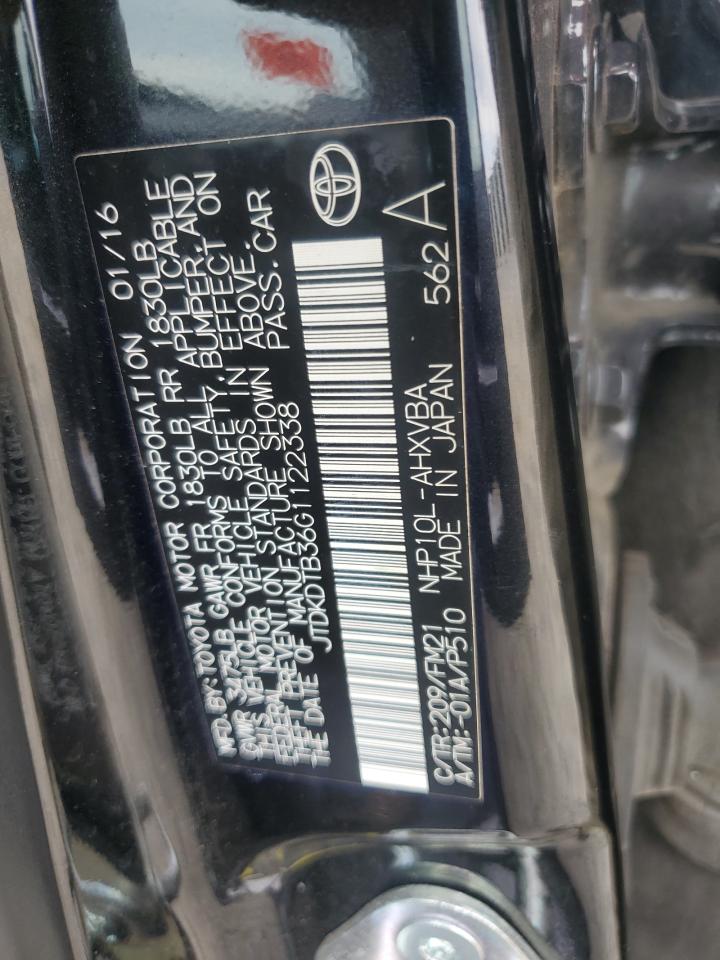 MFD BY: TOYOTA MOTOR CORPORATION 01/16
GWR 3275LB GAWR FR 1830LB RR 1830LB
THIS VEHICLE CONFORMS TO ALL APPLICABLE
FEDERAL MOTOR VEHICLE SAFETY, BUMPER, AND
THEFT PREVENTION STANDARDS IN EFFECT ON
THE DATE OF MANUFACTURE SHOWN ABOVE.
JTDKDTB36G1122338 PASS. CAR
C/TR: 209/FM21 NHP10L-AHXVBA 562 A
A/TM: -01A/P510 MADE IN JAPAN